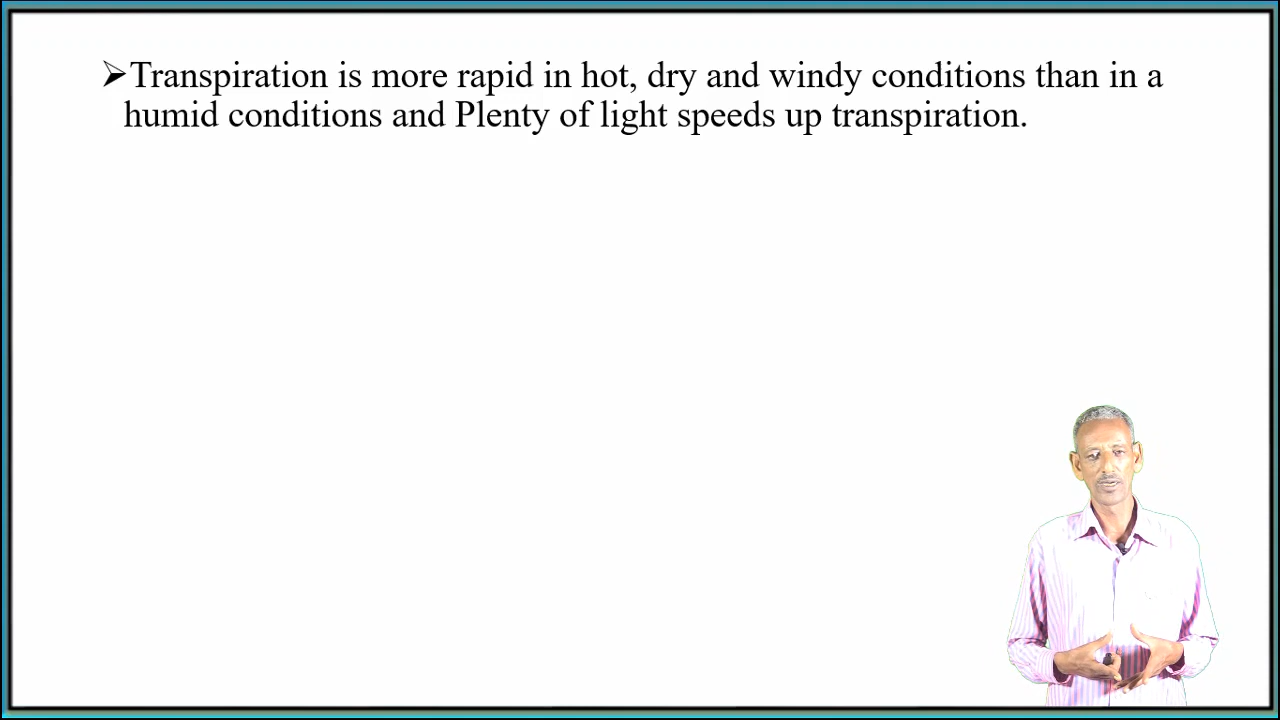 ➢Transpiration is more rapid in hot, dry and windy conditions than in a
humid conditions and Plenty of light speeds up transpiration.